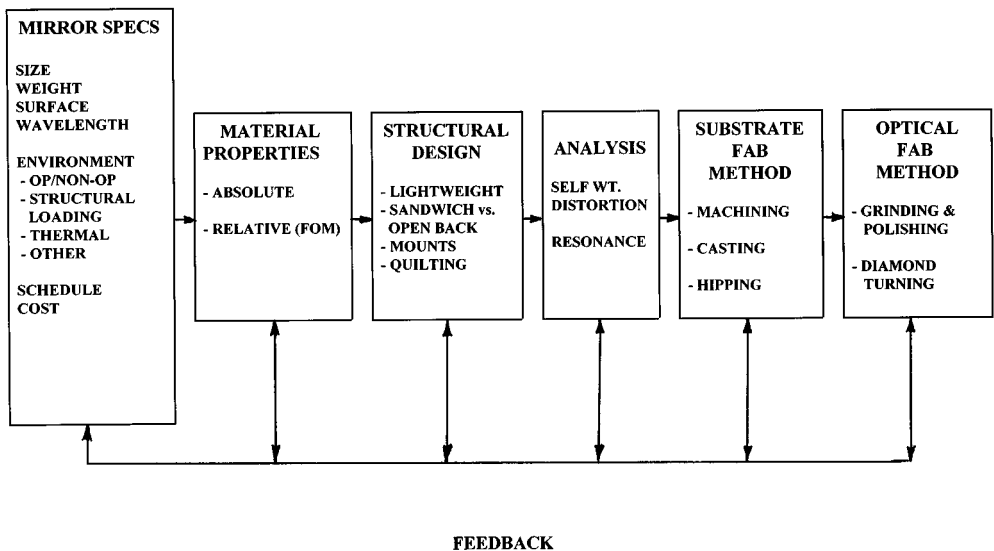 MIRROR SPECS
SIZE
WEIGHT
SURFACE
WAVELENGTH
ENVIRONMENT
- OP/NON-OP
- STRUCTURAL
LOADING
- THERMAL
- OTHER
SCHEDULE
COST
MATERIAL
PROPERTIES
- ABSOLUTE
- RELATIVE (FOM)
STRUCTURAL
DESIGN
- LIGHTWEIGHT
- SANDWICH vs.
OPEN BACK
- MOUNTS
- QUILTING
ANALYSIS
SELF WT.
DISTORTION
RESONANCE
SUBSTRATE
FAB
METHOD
- MACHINING
- CASTING
- HIPPING
OPTICAL
FAB
METHOD
- GRINDING &
POLISHING
- DIAMOND
TURNING
FEEDBACK